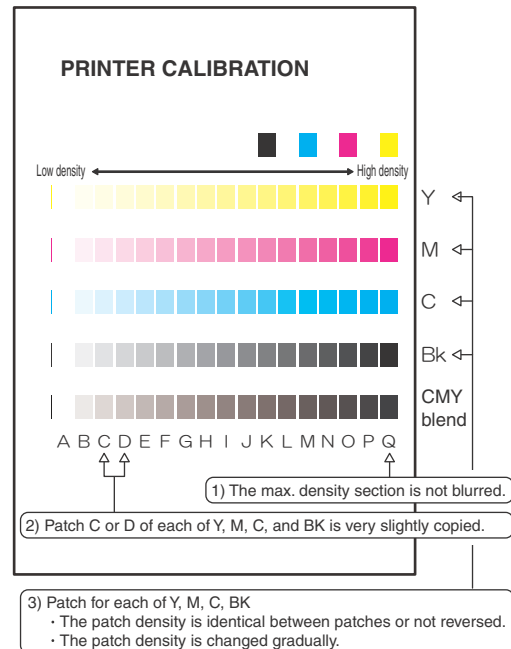 PRINTER CALIBRATION
Low density
High density
Y
M
C
Bk
CMY
blend
A B C D E F G H I J K L M N O P Q
1) The max. density section is not blurred.
2) Patch C or D of each of Y, M, C, and BK is very slightly copied.
3) Patch for each of Y, M, C, BK
· The patch density is identical between patches or not reversed.
· The patch density is changed gradually.